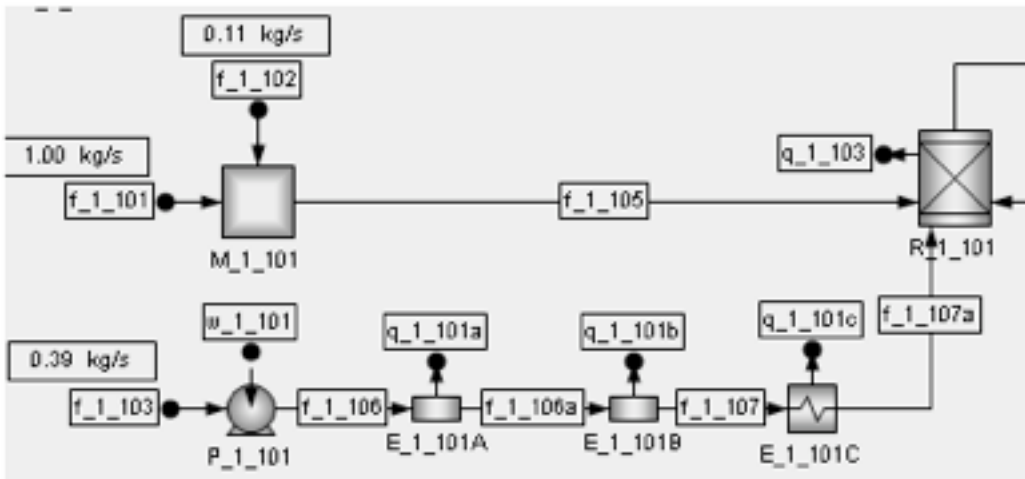 0.11 kg/s
f_1_102
1.00 kg/s
q_1_103
f_1_101
f_1_105
M_1_101
R_1_101
w_1_101
q_1_101a
q_1_101b
q_1_101c
f_1_107a
0.39 kg/s
f_1_103
f_1_106
f_1_106a
f_1_107
P_1_101
E_1_101A
E_1_101B
E_1_101C